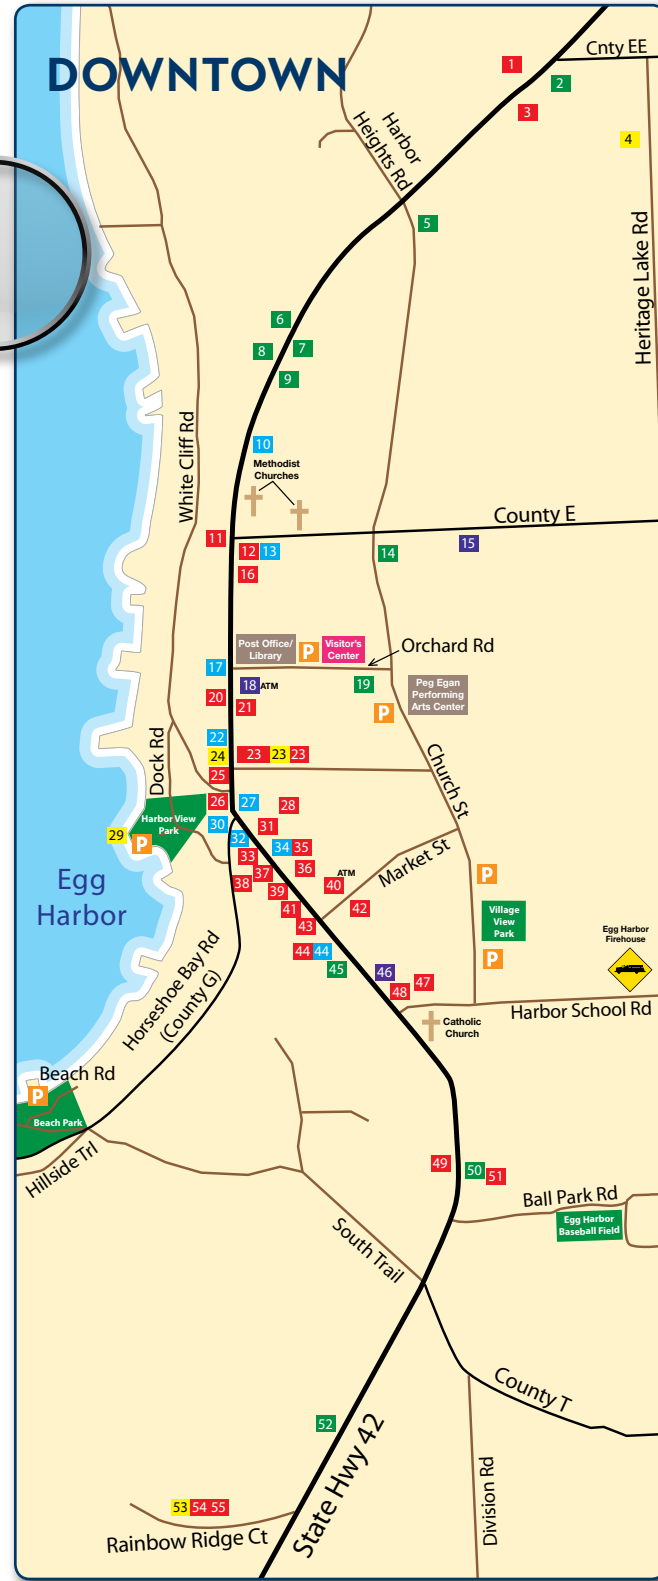 DOWNTOWN
Cnty EE
1
2
3
4
Harbor
Heights Rd
5
Heritage Lake Rd
6
7
8
9
10
Methodist
Churches
White Cliff Rd
County E
11
12
13
14
15
16
Post Office/
Library
P
Visitor's
Center
Orchard Rd
17
18
ATM
19
Peg Egan
Performing
Arts Center
20
21
P
22
Dock Rd
24
23
23
23
Church St
25
26
27
28
Harbor View
Park
29
P
30
31
32
33
34
35
Market St
36
37
38
39
ATM
40
P
Egg
Harbor
41
42
43
Village
View
Park
44
44
45
46
47
48
P
Egg Harbor
Firehouse
Horseshoe Bay Rd
(County G)
Harbor School Rd
Catholic
Church
Beach Rd
P
Beach Park
Hillside Trl
49
50
51
Ball Park Rd
Egg Harbor
Baseball Field
South Trail
County T
52
State Hwy 42
Division Rd
53
54
55
Rainbow Ridge Ct